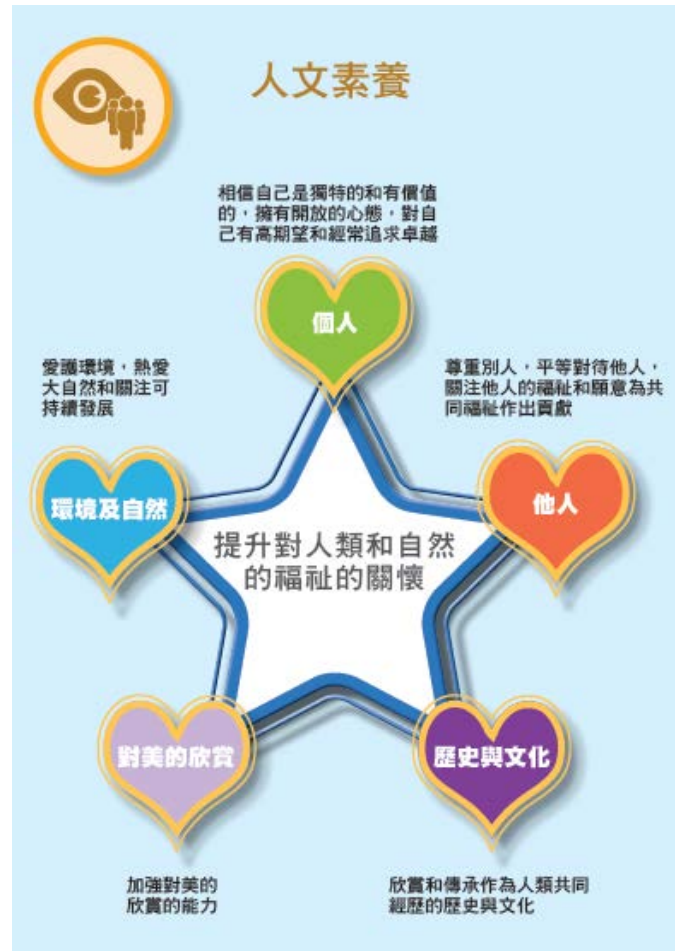 人文素養
相信自己是獨特的和有價值
的，擁有開放的心態，對自
己有高期望和經常追求卓越
個人
愛護環境，熱愛
大自然和關注可
持續發展
尊重別人，平等對待他人，
關注他人的福祉和願意為共
同福祉作出貢獻
環境及自然
他人
提升對人類和自然
的福祉的關懷
對美的欣賞
歷史與文化
加強對美的
欣賞的能力
欣賞和傳承作為人類共同
經歷的歷史與文化